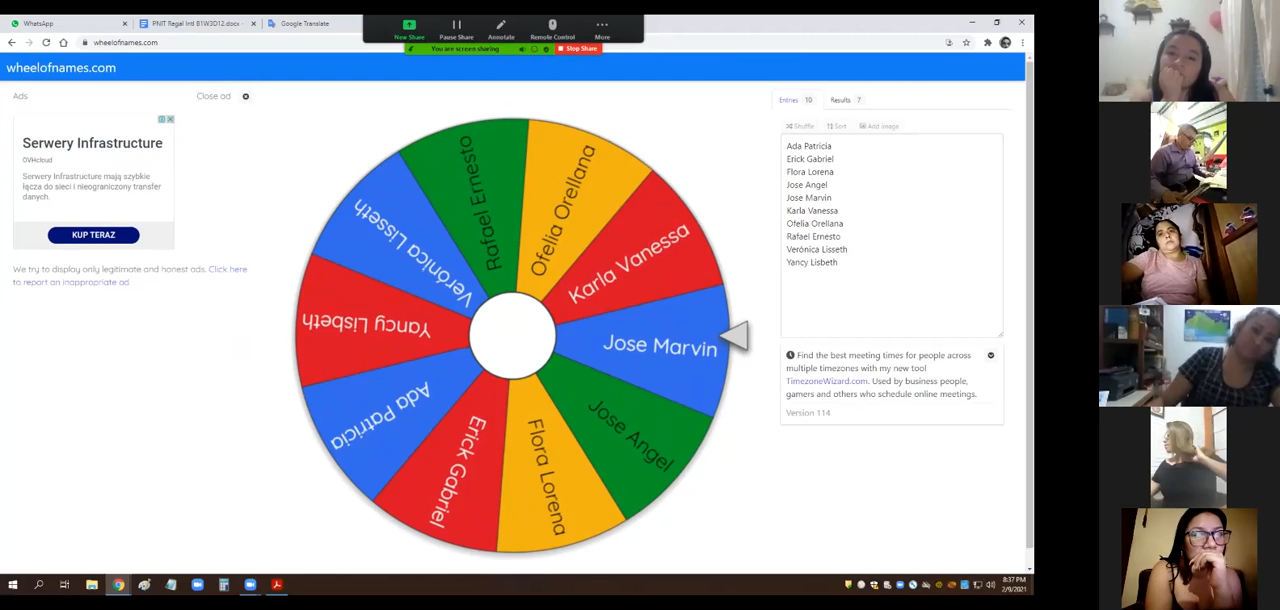 WhatsApp
PNIT Ragal Intl B1W3D12.docx
Google Translate
New Share
Pause Share
Annotate
Remote Control
More
You are screen sharing
Stop Share
wheelofnames.com
wheelofnames.com
Ads
Close ad
Serwery Infrastructure
OVHcloud
Serwery Infrastructure mają szybkie
łącza do sieci i nieograniczony transfer
danych.
KUP TERAZ
We try to display only legitimate and honest ads. Click here
to report an inappropriate ad
Rafael Ernesto
Ofelia Orellana
Karla Vanessa
Jose Marvin
Jose Angel
Flora Lorena
Erick Gabriel
Ada Patricia
Yancy Lisbeth
Verónica Lisseth
Entries 10
Results 7
Shuffle
Sort
Add image
Ada Patricia
Erick Gabriel
Flora Lorena
Jose Angel
Jose Marvin
Karla Vanessa
Ofelia Orellana
Rafael Ernesto
Verónica Lisseth
Yancy Lisbeth
Find the best meeting times for people across
multiple timezones with my new tool
TimezoneWizard.com. Used by business people,
gamers and others who schedule online meetings.
Version 114
8:37 PM
2/9/2021